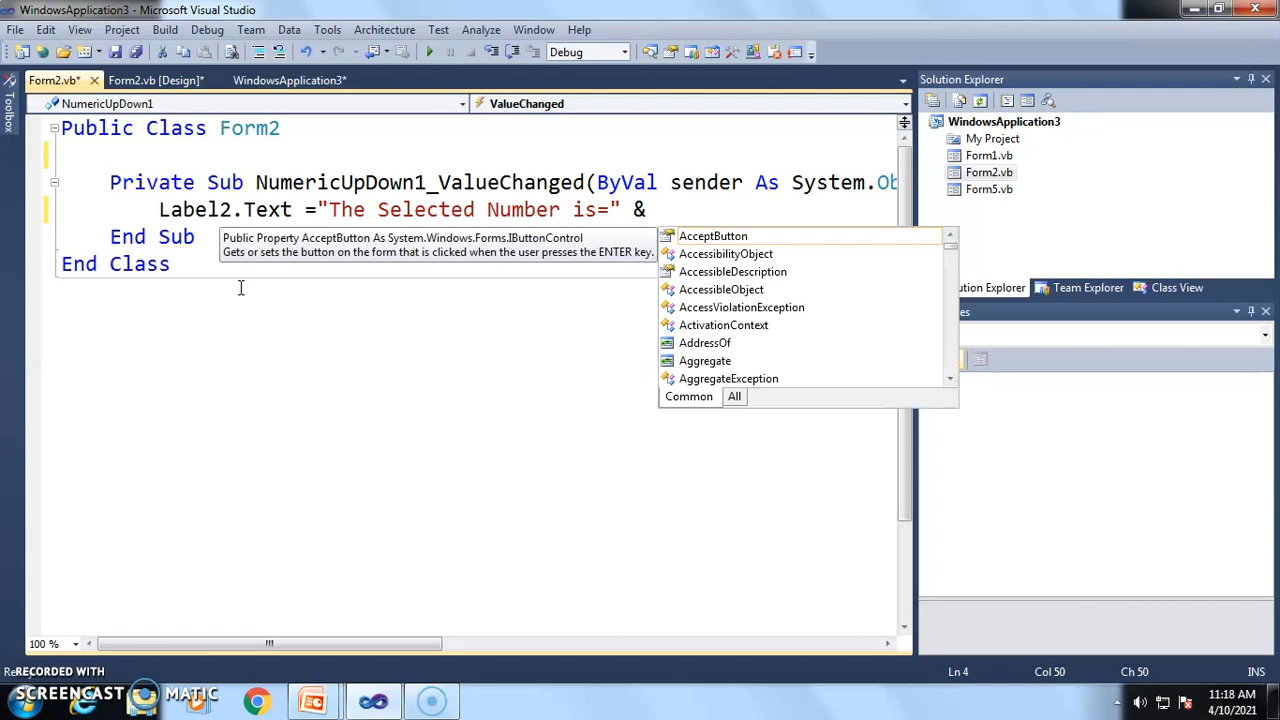 WindowsApplication3 - Microsoft Visual Studio
File Edit View Project Build Debug Team Data Tools Architecture Test Analyze Window Help
Debug
Form2.vb* Form2.vb [Design]* WindowsApplication3*
Solution Explorer
Toolbox
NumericUpDown1 ValueChanged
WindowsApplication3
My Project
Form1.vb
Form2.vb
Form5.vb
Public Class Form2
Private Sub NumericUpDown1_ValueChanged(ByVal sender As System.Ob
Label2.Text ="The Selected Number is=" &
End Sub
End Class
Public Property AcceptButton As System.Windows.Forms.IButtonControl
Gets or sets the button on the form that is clicked when the user presses the ENTER key.
AcceptButton
AccessibilityObject
AccessibleDescription
AccessibleObject
AccessViolationException
ActivationContext
AddressOf
Aggregate
AggregateException
Common All
Explorer Team Explorer Class View
100 %
Ln 4 Col 50 Ch 50 INS
RECORDED WITH
SCREENCAST MATIC
11:18 AM
4/10/2021